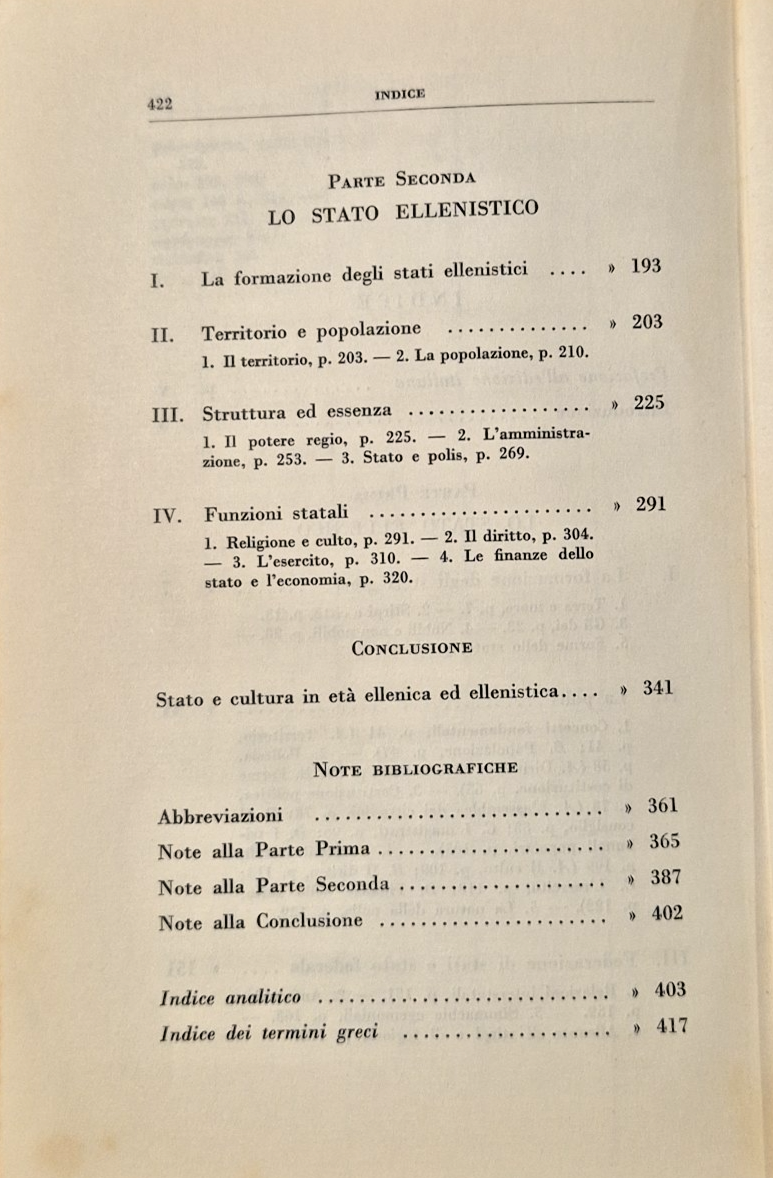 422 INDICE
PARTE SECONDA
LO STATO ELLENISTICO
I. La formazione degli stati ellenistici .... » 193
II. Territorio e popolazione .............. » 203
1. Il territorio, p. 203. — 2. La popolazione, p. 210.
III. Struttura ed essenza .................. » 225
1. Il potere regio, p. 225. — 2. L'amministra-
zione, p. 253. — 3. Stato e polis, p. 269.
IV. Funzioni statali ...................... » 291
1. Religione e culto, p. 291. — 2. Il diritto, p. 304.
— 3. L'esercito, p. 310. — 4. Le finanze dello
stato e l'economia, p. 320.
CONCLUSIONE
Stato e cultura in età ellenica ed ellenistica.... » 341
NOTE BIBLIOGRAFICHE
Abbreviazioni ........................... » 361
Note alla Parte Prima ....................... » 365
Note alla Parte Seconda .................... » 387
Note alla Conclusione ...................... » 402
Indice analitico ............................ » 403
Indice dei termini greci .................... » 417